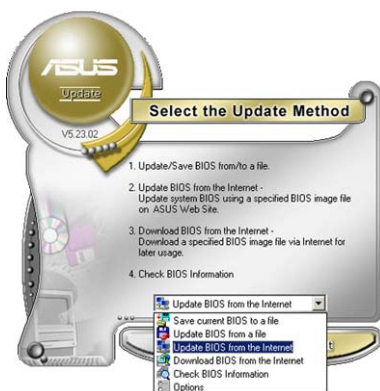 ASUS
Update
V5.23.02
Select the Update Method
1. Update/Save BIOS from/to a file.
2. Update BIOS from the Internet -
Update system BIOS using a specified BIOS image file
on ASUS Web Site.
3. Download BIOS from the Internet -
Download a specified BIOS image file via Internet for
later usage.
4. Check BIOS Information
Update BIOS from the Internet
Save current BIOS to a file
Update BIOS from a file
Update BIOS from the Internet
Download BIOS from the Internet
Check BIOS Information
Options